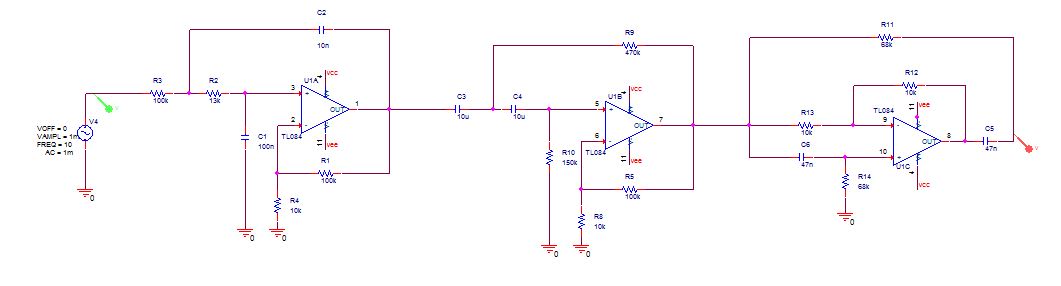 C2
10n
R3
100k
R2
13k
3
U1A
vcc
+
OUT
1
2
-
TL084
11
vee
V
V4
VOFF = 0
VAMPL = 1m
FREQ = 10
AC = 1m
0
C1
100n
R1
100k
R4
10k
0
0
R9
470k
C3
10u
C4
10u
5
U1B
vcc
+
OUT
7
6
-
TL084
11
vee
R10
150k
R5
100k
R8
10k
0
0
R11
68k
R12
10k
R13
10k
TL084
11
vee
9
-
OUT
8
C5
47n
C6
47n
10
+
U1C
vcc
R14
68k
0
V